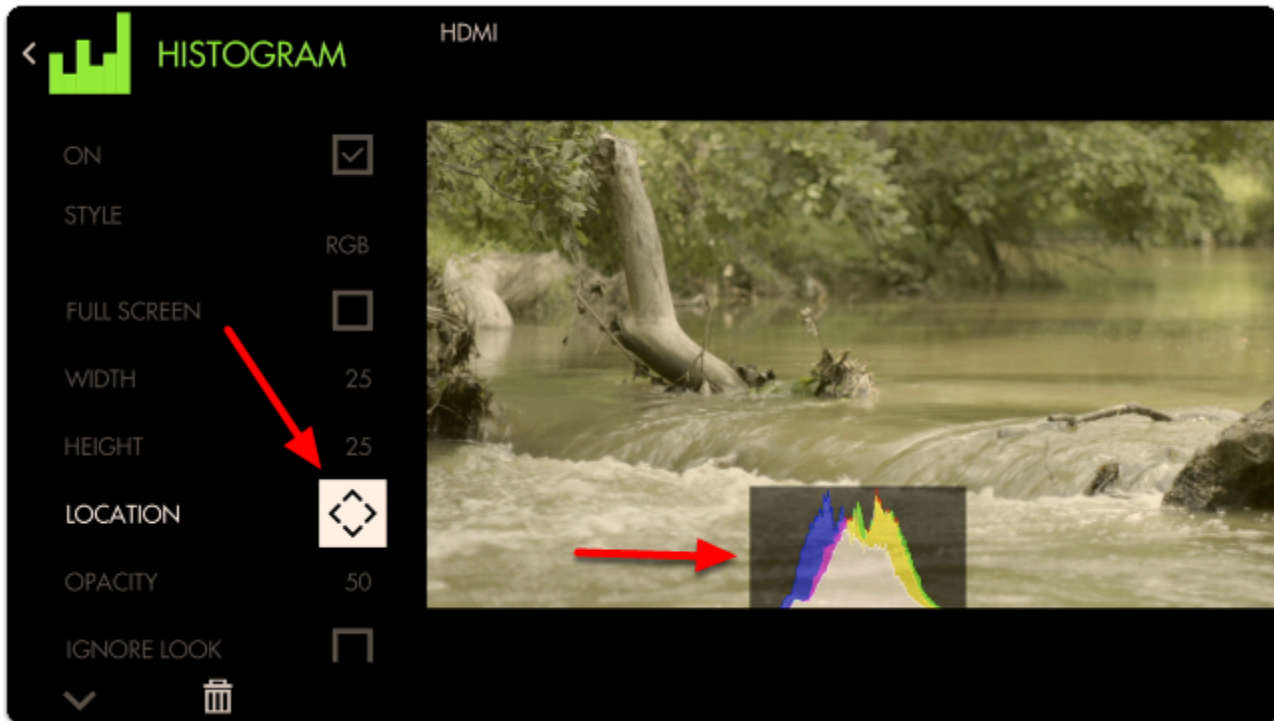 HISTOGRAM
HDMI
ON
STYLE
RGB
FULL SCREEN
WIDTH 25
HEIGHT 25
LOCATION
OPACITY 50
IGNORE LOOK